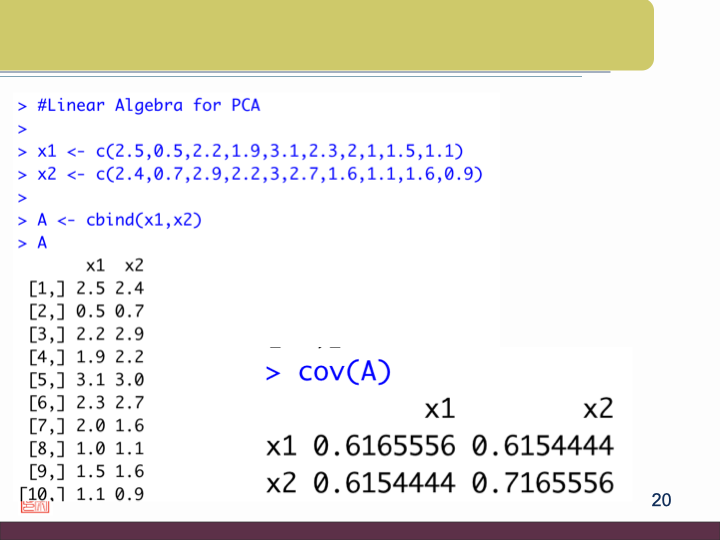 > #Linear Algebra for PCA
>
> x1 <- c(2.5,0.5,2.2,1.9,3.1,2.3,2,1,1.5,1.1)
> x2 <- c(2.4,0.7,2.9,2.2,3,2.7,1.6,1.1,1.6,0.9)
>
> A <- cbind(x1,x2)
> A
x1 x2
[1,] 2.5 2.4
[2,] 0.5 0.7
[3,] 2.2 2.9
[4,] 1.9 2.2
[5,] 3.1 3.0
[6,] 2.3 2.7
[7,] 2.0 1.6
[8,] 1.0 1.1
[9,] 1.5 1.6
[10,] 1.1 0.9
> cov(A)
x1 x2
x1 0.6165556 0.6154444
x2 0.6154444 0.7165556
20